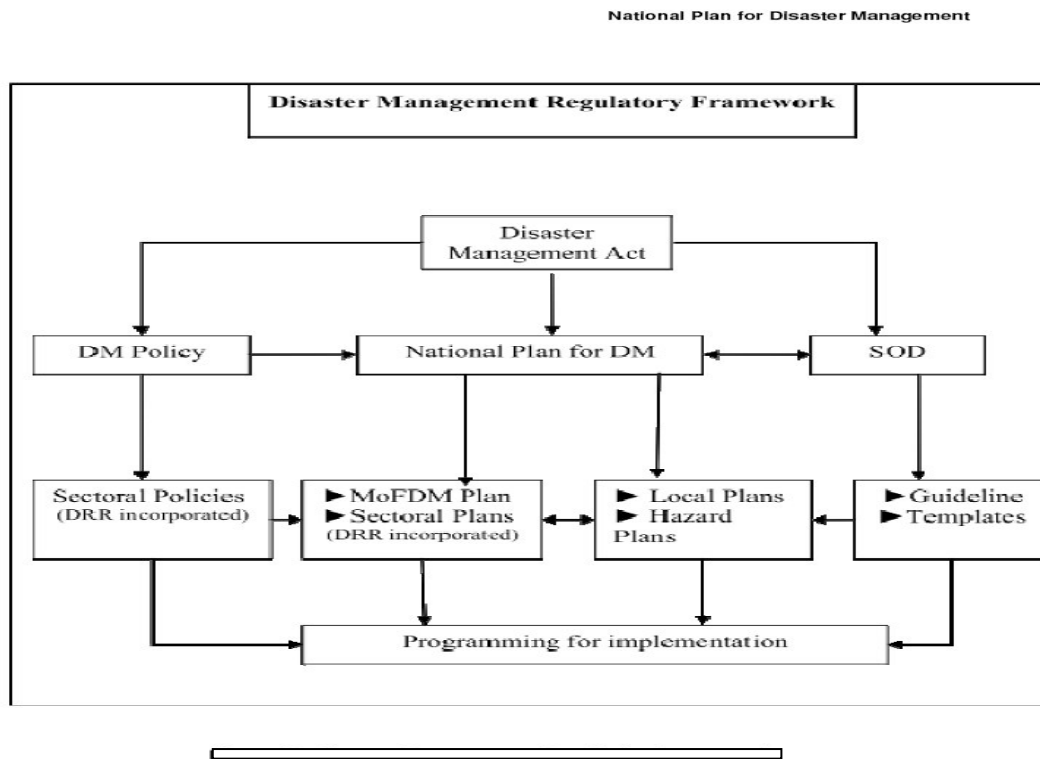 National Plan for Disaster Management
Disaster Management Regulatory Framework
Disaster
Management Act
DM Policy
National Plan for DM
SOD
Sectoral Policies
(DRR incorporated)
►MoFDM Plan
►Sectoral Plans
(DRR incorporated)
► Local Plans
► Hazard
Plans
►Guideline
►Templates
Programming for implementation